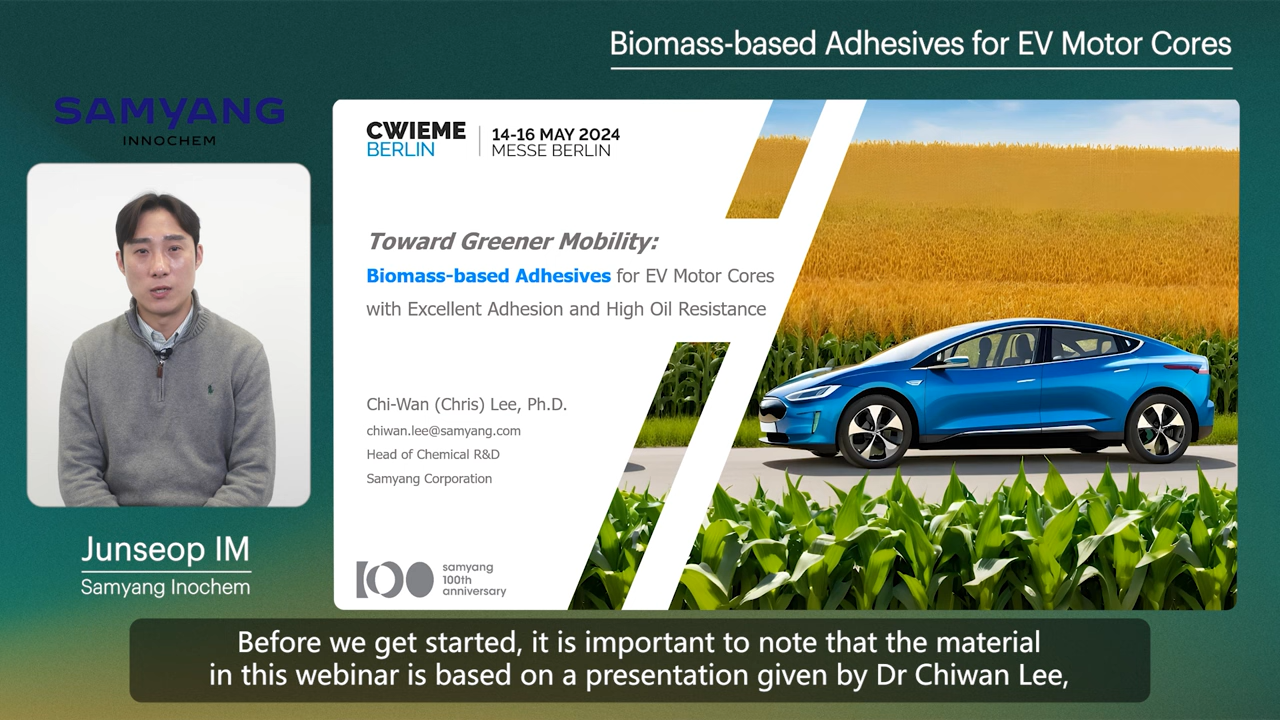 Biomass-based Adhesives for EV Motor Cores
SAMYANG
INNOCHEM
CWIEME
BERLIN
14-16 MAY 2024
MESSE BERLIN
Toward Greener Mobility:
Biomass-based Adhesives for EV Motor Cores
with Excellent Adhesion and High Oil Resistance
Chi-Wan (Chris) Lee, Ph.D.
chiwan.lee@samyang.com
Head of Chemical R&D
Samyang Corporation
100
samyang
100th
anniversary
Junseop IM
Samyang Inochem
Before we get started, it is important to note that the material
in this webinar is based on a presentation given by Dr Chiwan Lee,